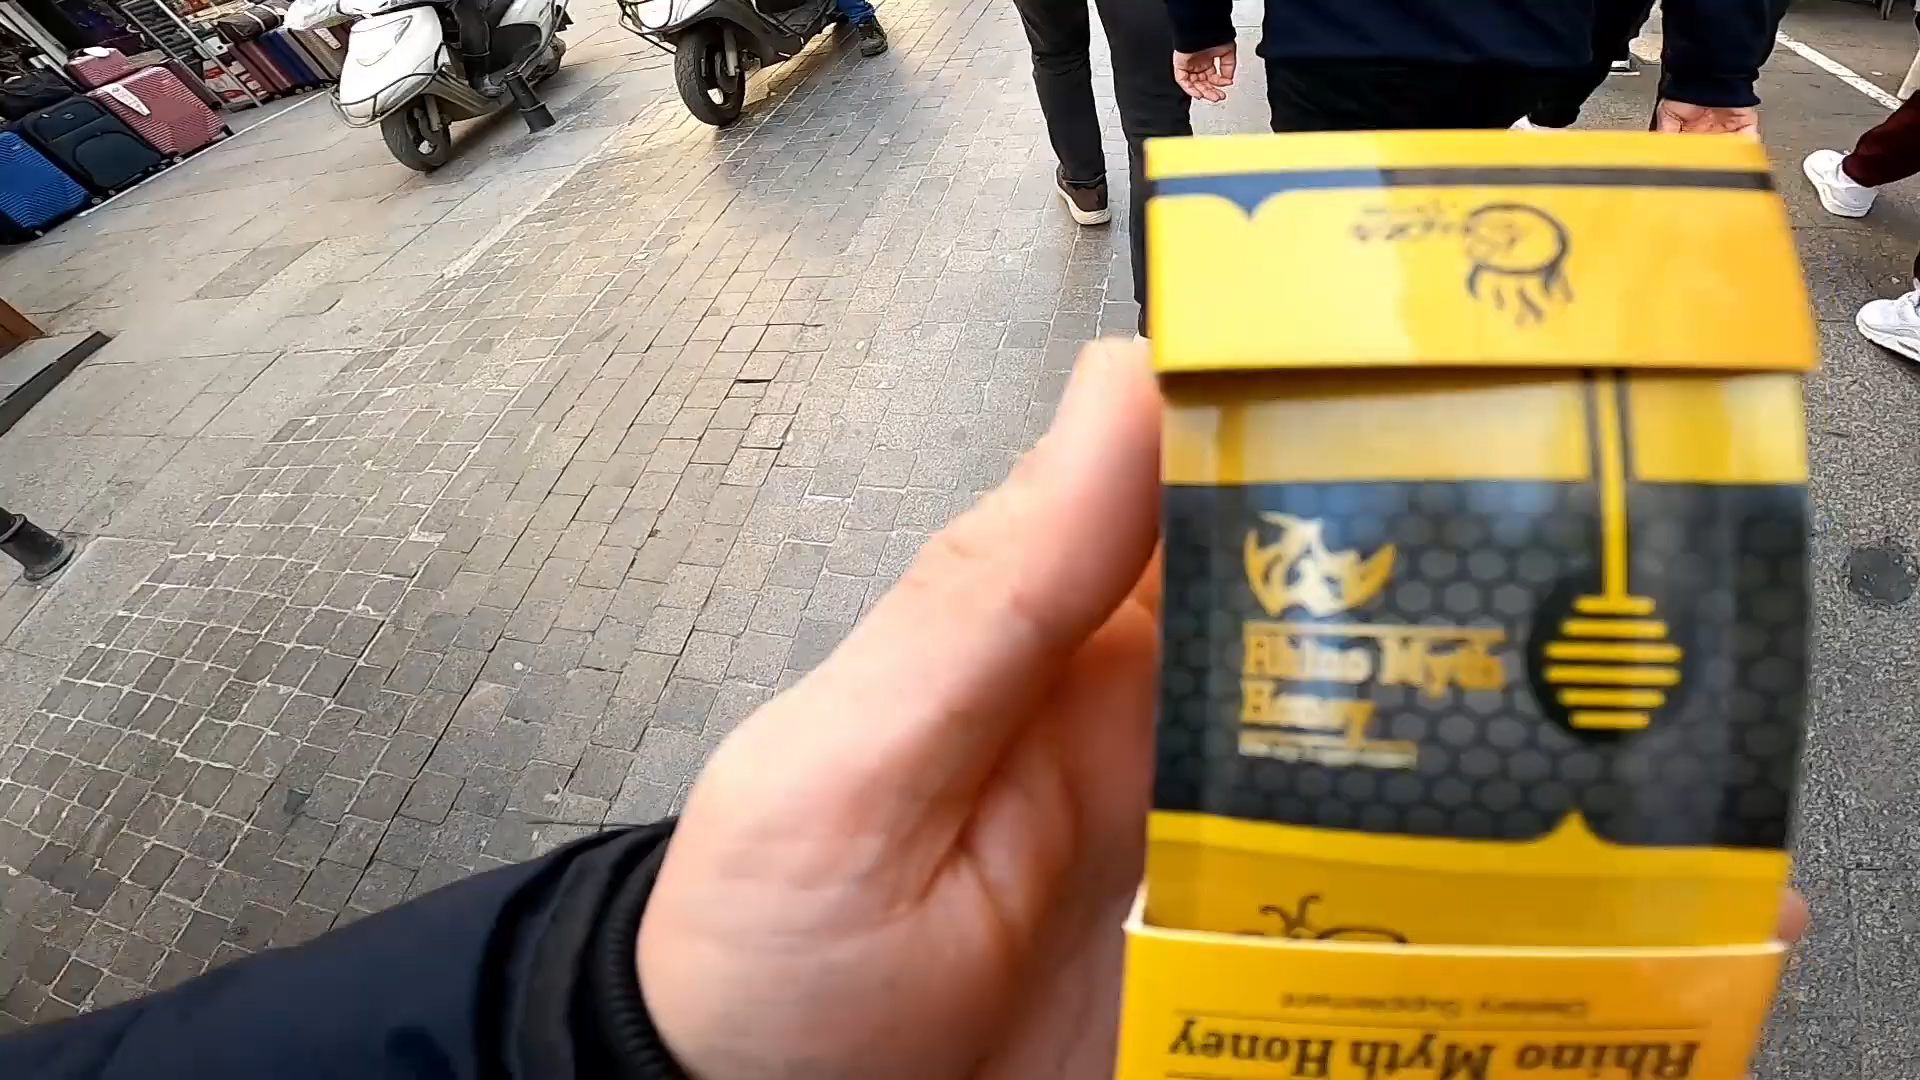 Rhino Myth
Honey
Dietary Supplement
Rhino Myth Honey